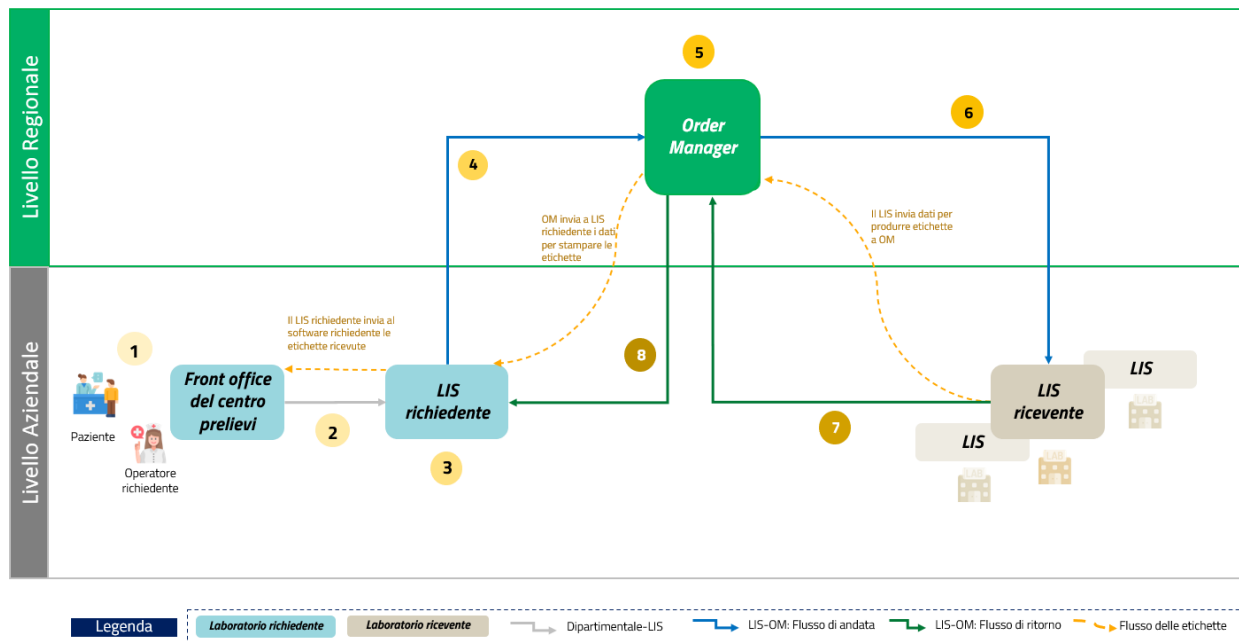 Livello Regionale
5
Order
Manager
6
4
OM invia a LIS
richiedente i dati
per stampare le
etichette
Il LIS invia dati per
produrre etichette
a OM
Livello Aziendale
Il LIS richiedente invia al
software richiedente le
etichette ricevute
1
8
Front office
del centro
prelievi
LIS
richiedente
LIS
ricevente
LIS
LAB
Paziente
2
7
LIS
Operatore
richiedente
3
LAB
LAB
Legenda
Laboratorio richiedente
Laboratorio ricevente
Dipartimentale-LIS
LIS-OM: Flusso di andata
LIS-OM: Flusso di ritorno
Flusso delle etichette